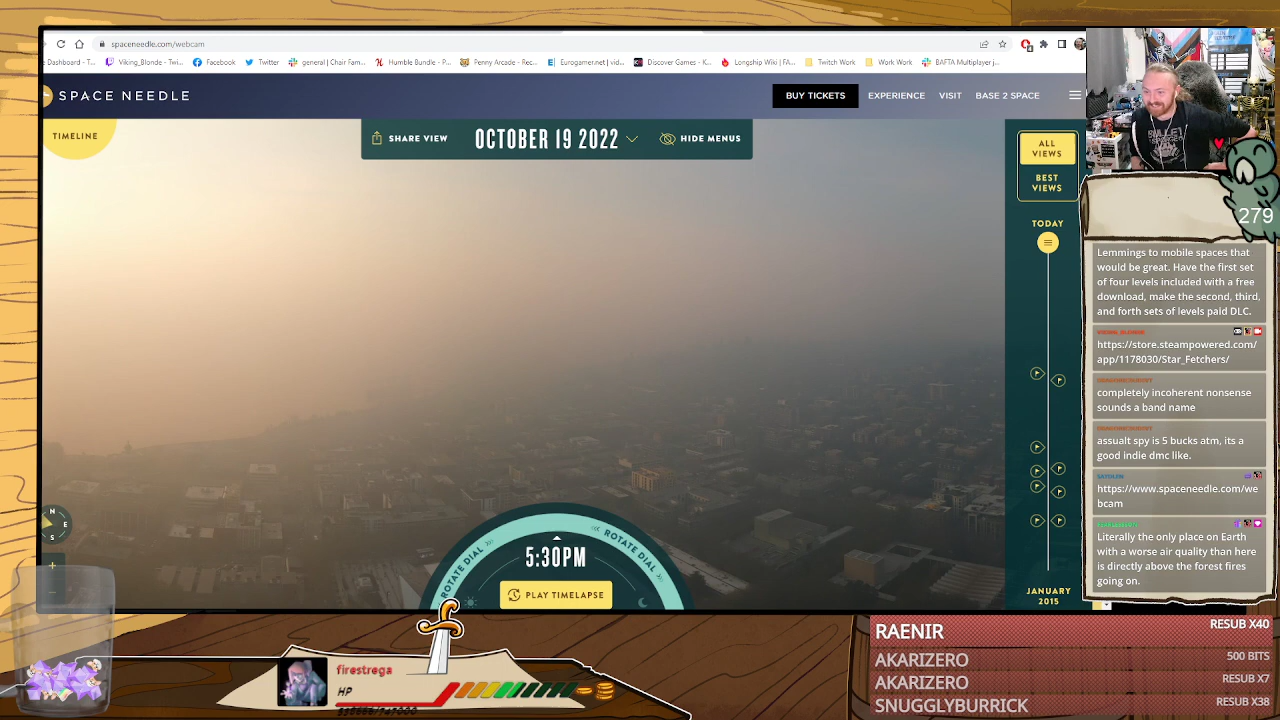 spaceneedle.com/webcam
e Dashboard - T...
Viking_Blonde - Twi...
Facebook
Twitter
general | Chair Fam...
Humble Bundle - P...
Penny Arcade - Rec...
Eurogamer.net | vid...
Discover Games - K...
Longship Wiki | FA...
Twitch Work
Work Work
BAFTA Multiplayer j...
SPACE NEEDLE
BUY TICKETS
EXPERIENCE
VISIT
BASE 2 SPACE
TIMELINE
SHARE VIEW
OCTOBER 19 2022
HIDE MENUS
ALL
VIEWS
BEST
VIEWS
TODAY
JANUARY
2015
N
E
S
ROTATE DIAL
ROTATE DIAL
5:30PM
PLAY TIMELAPSE
279
Lemmings to mobile spaces that
would be great. Have the first set
of four levels included with a free
download, make the second, third,
and forth sets of levels paid DLC.
https://store.steampowered.com/
app/1178030/Star_Fetchers/
completely incoherent nonsense
sounds a band name
assualt spy is 5 bucks atm, its a
good indie dmc like.
https://www.spaceneedle.com/we
bcam
Literally the only place on Earth
with a worse air quality than here
is directly above the forest fires
going on.
firestrega
HP
RAENIR RESUB X40
AKARIZERO 500 BITS
AKARIZERO RESUB X7
SNUGGLYBURRICK RESUB X38